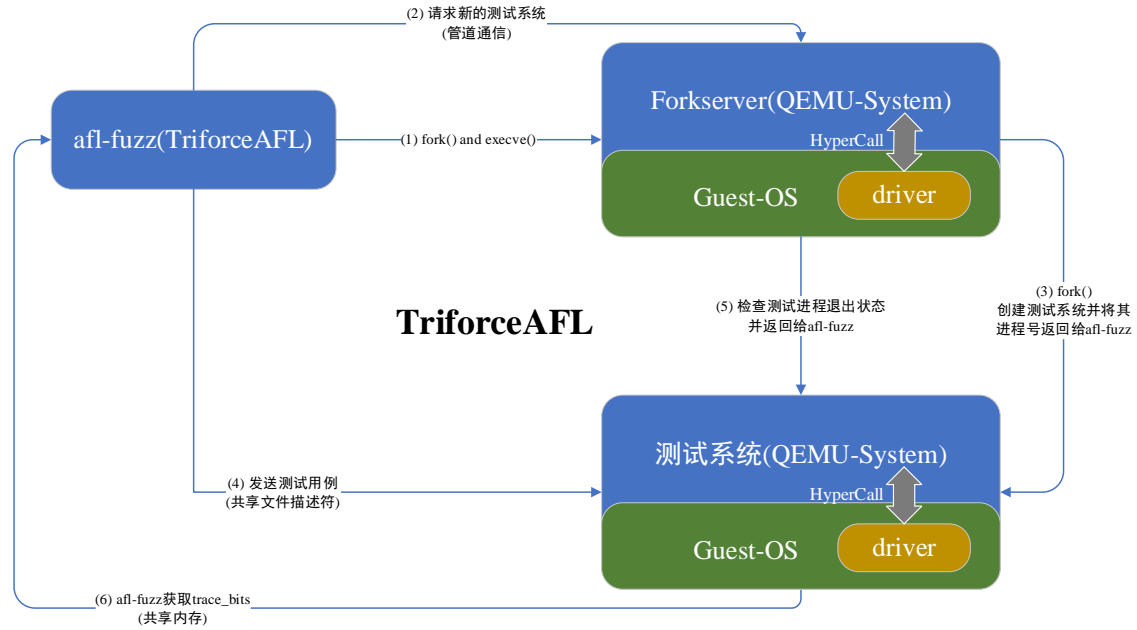 (2) 请求新的测试系统
(管道通信)
afl-fuzz(TriforceAFL)
(1) fork() and execve()
Forkserver(QEMU-System)
HyperCall
Guest-OS
driver
(5) 检查测试进程退出状态
并返回给afl-fuzz
(3) fork()
创建测试系统并将其
进程号返回给afl-fuzz
TriforceAFL
测试系统(QEMU-System)
HyperCall
(4) 发送测试用例
(共享文件描述符)
Guest-OS
driver
(6) afl-fuzz获取trace_bits
(共享内存)